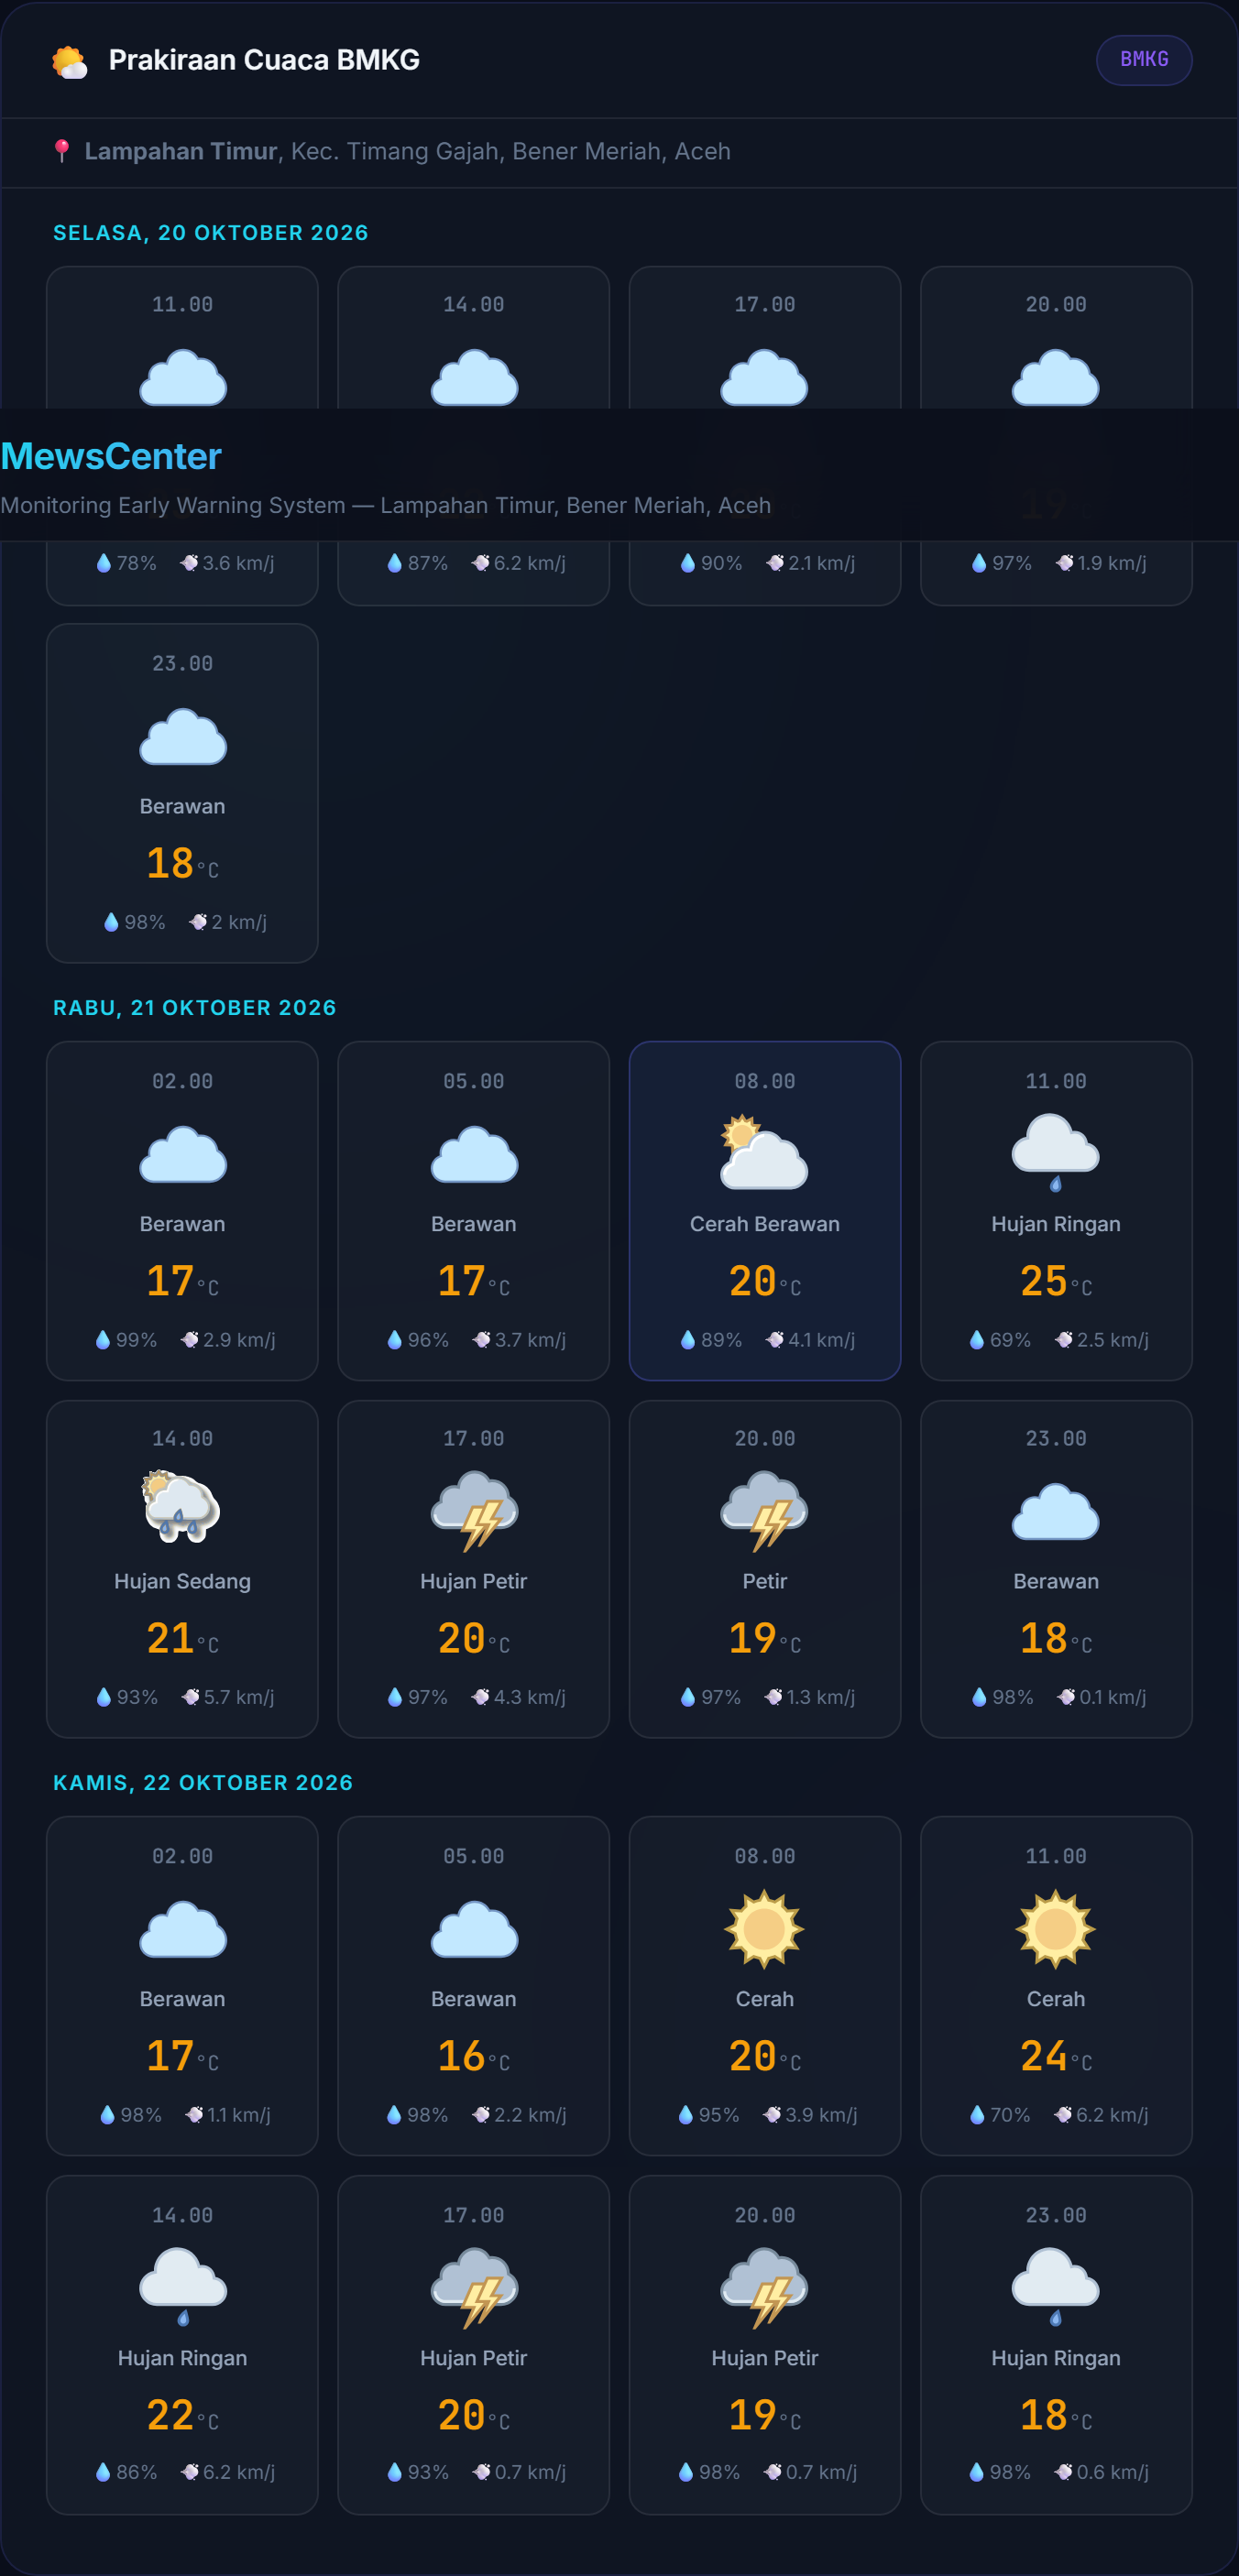 Prakiraan Cuaca BMKG
BMKG
Lampahan Timur, Kec. Timang Gajah, Bener Meriah, Aceh
SELASA, 20 OKTOBER 2026
11.00 14.00 17.00 20.00
MewsCenter
Monitoring Early Warning System — Lampahan Timur, Bener Meriah, Aceh
19
78% 3.6 km/j 87% 6.2 km/j 90% 2.1 km/j 97% 1.9 km/j
23.00
Berawan
18°C
98% 2 km/j
RABU, 21 OKTOBER 2026
02.00 05.00 08.00 11.00
Berawan Berawan Cerah Berawan Hujan Ringan
17°C 17°C 20°C 25°C
99% 2.9 km/j 96% 3.7 km/j 89% 4.1 km/j 69% 2.5 km/j
14.00 17.00 20.00 23.00
Hujan Sedang Hujan Petir Petir Berawan
21°C 20°C 19°C 18°C
93% 5.7 km/j 97% 4.3 km/j 97% 1.3 km/j 98% 0.1 km/j
KAMIS, 22 OKTOBER 2026
02.00 05.00 08.00 11.00
Berawan Berawan Cerah Cerah
17°C 16°C 20°C 24°C
98% 1.1 km/j 98% 2.2 km/j 95% 3.9 km/j 70% 6.2 km/j
14.00 17.00 20.00 23.00
Hujan Ringan Hujan Petir Hujan Petir Hujan Ringan
22°C 20°C 19°C 18°C
86% 6.2 km/j 93% 0.7 km/j 98% 0.7 km/j 98% 0.6 km/j